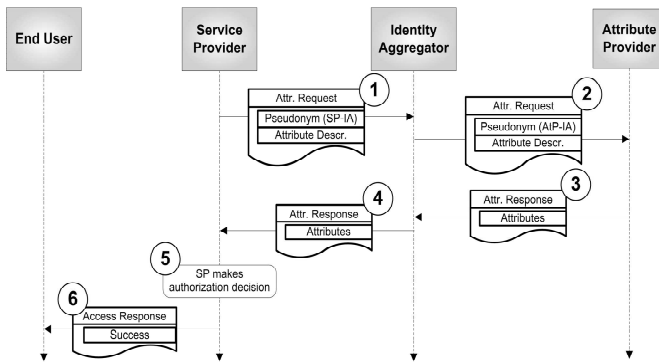 End User
Service
Provider
Identity
Aggregator
Attribute
Provider
1
Attr. Request
Pseudonym (SP-IA)
Attribute Descr.
2
Attr. Request
Pseudonym (AtP-IA)
Attribute Descr.
3
Attr. Response
Attributes
4
Attr. Response
Attributes
5
SP makes
authorization decision
6
Access Response
Success